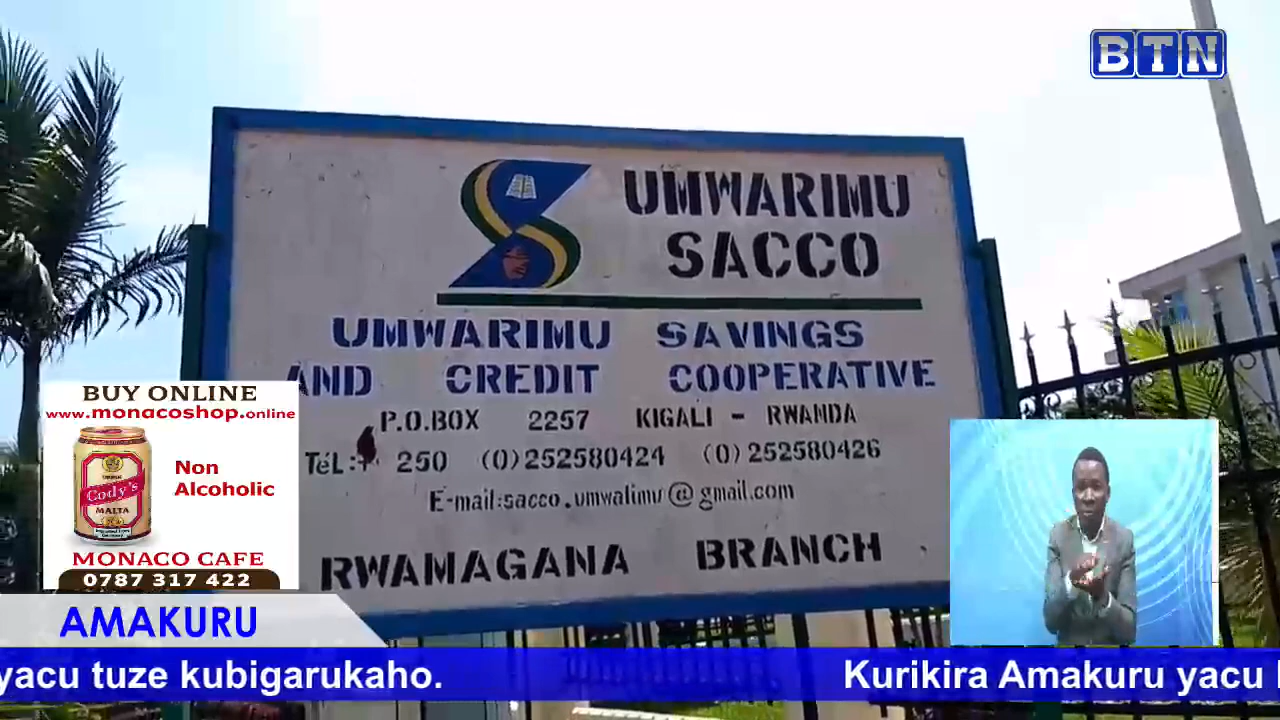 BTN
UMWARIMU
SACCO
UMWARIMU SAVINGS
AND CREDIT COOPERATIVE
P.O.BOX 2257 KIGALI - RWANDA
TéL:+ 250 (0)252580424 (0)252580426
E-mail:sacco.umwalimu@gmail.com
RWAMAGANA BRANCH
BUY ONLINE
www.monacoshop.online
Cody's
MALTA
Non
Alcoholic
MONACO CAFE
0787 317 422
AMAKURU
yacu tuze kubigarukaho. Kurikira Amakuru yacu